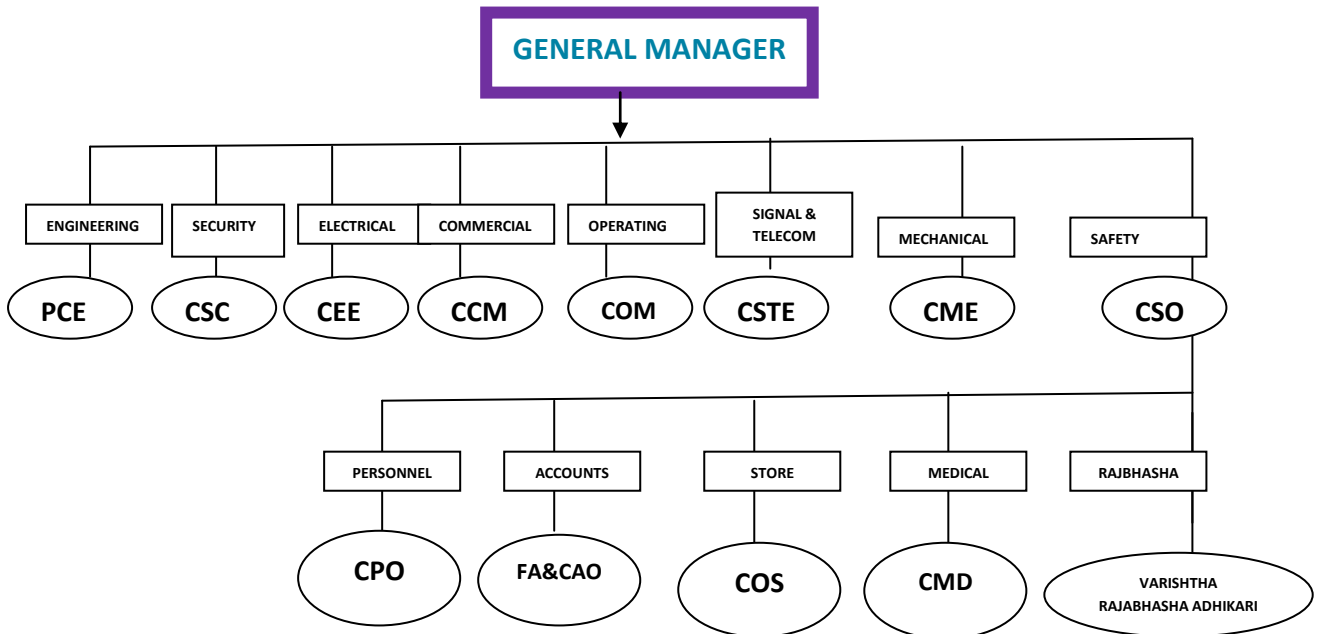 GENERAL MANAGER
ENGINEERING
SECURITY
ELECTRICAL
COMMERCIAL
OPERATING
SIGNAL &
TELECOM
MECHANICAL
SAFETY
PCE
CSC
CEE
CCM
COM
CSTE
CME
CSO
PERSONNEL
ACCOUNTS
STORE
MEDICAL
RAJBHASHA
CPO
FA&CAO
COS
CMD
VARISHTHA
RAJABHASHA ADHIKARI